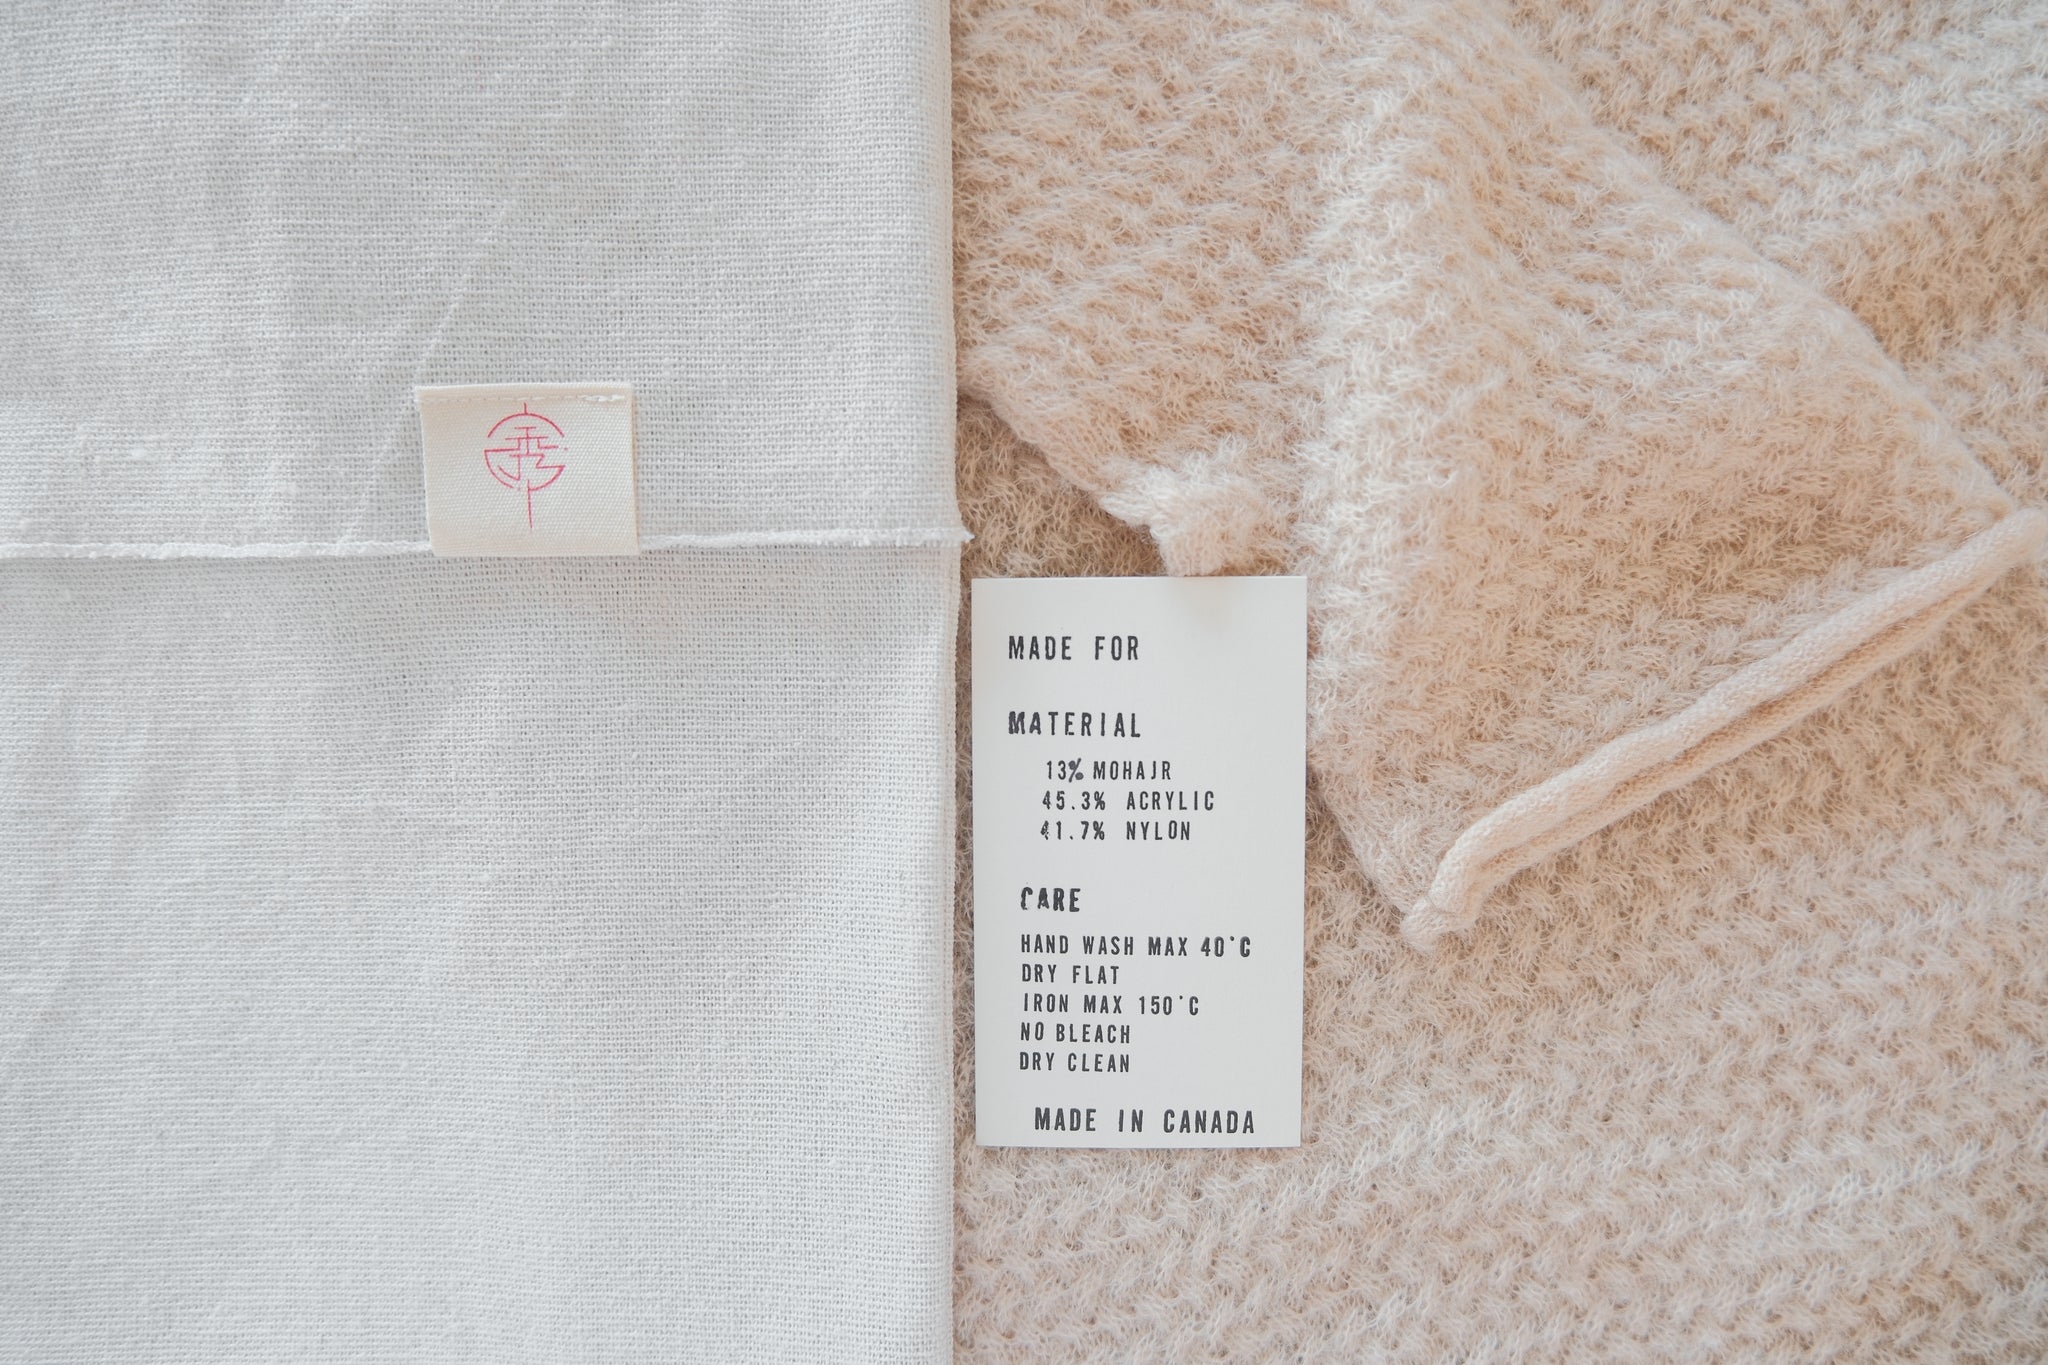 MADE FOR
MATERIAL
13% MOHAJR
45.3% ACRYLIC
41.7% NYLON
CARE
HAND WASH MAX 40°C
DRY FLAT
IRON MAX 150°C
NO BLEACH
DRY CLEAN
MADE IN CANADA